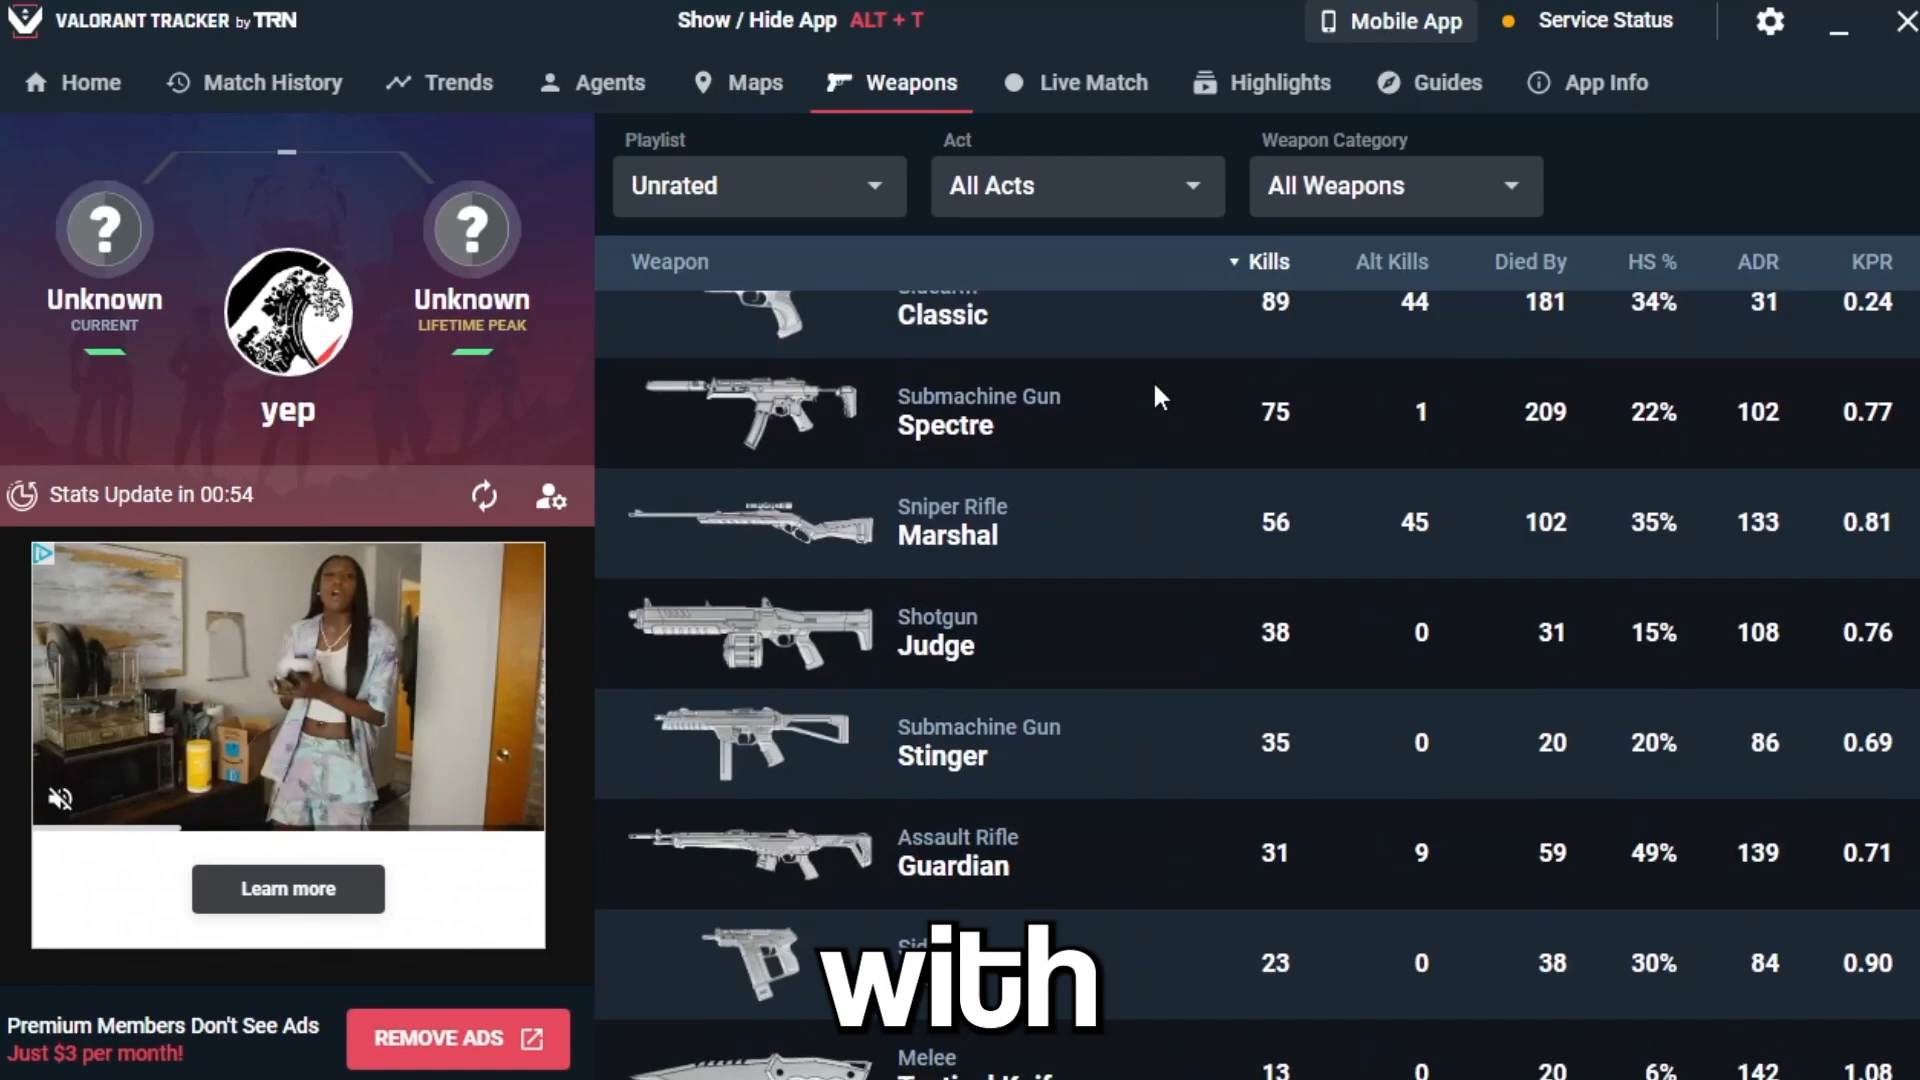 VALORANT TRACKER by TRN
Show / Hide App ALT + T
Mobile App
Service Status
Home
Match History
Trends
Agents
Maps
Weapons
Live Match
Highlights
Guides
App Info
Unknown
CURRENT
Unknown
LIFETIME PEAK
yep
Stats Update in 00:54
Learn more
Premium Members Don't See Ads
Just $3 per month!
REMOVE ADS
Playlist
Unrated
Act
All Acts
Weapon Category
All Weapons
Weapon Kills Alt Kills Died By HS % ADR KPR
Classic 89 44 181 34% 31 0.24
Submachine Gun
Spectre 75 1 209 22% 102 0.77
Sniper Rifle
Marshal 56 45 102 35% 133 0.81
Shotgun
Judge 38 0 31 15% 108 0.76
Submachine Gun
Stinger 35 0 20 20% 86 0.69
Assault Rifle
Guardian 31 9 59 49% 139 0.71
23 0 38 30% 84 0.90
with
Melee
13 0 20 6% 142 1.08